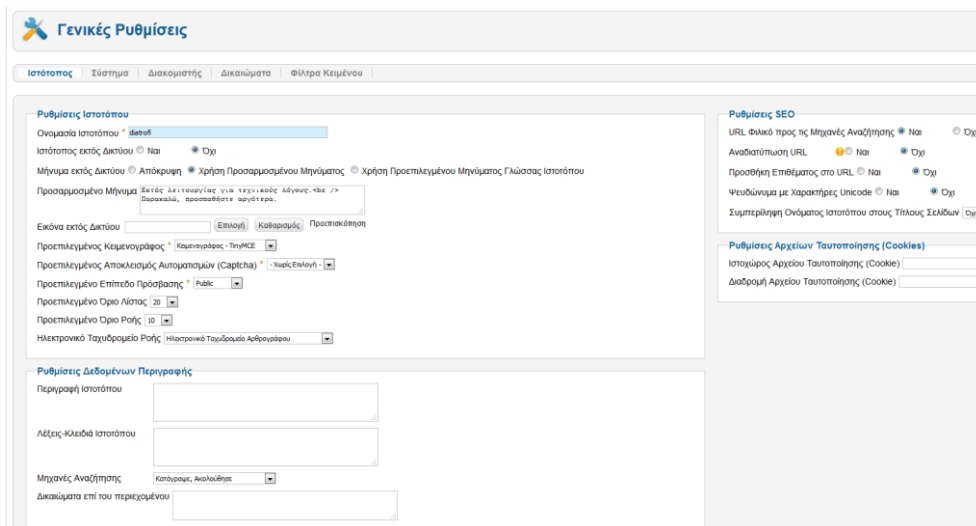 Γενικές Ρυθμίσεις
Ιστότοπος Σύστημα Διακομιστής Δικαιώματα Φίλτρα Κειμένου
Ρυθμίσεις Ιστοτόπου
Ονομασία Ιστοτόπου * diatrofi
Ιστότοπος εκτός Δικτύου Ναι Όχι
Μήνυμα εκτός Δικτύου Απόκρυψη Χρήση Προσαρμοσμένου Μηνύματος Χρήση Προεπιλεγμένου Μηνύματος Γλώσσας Ιστοτόπου
Προσαρμοσμένο Μήνυμα Εκτός λειτουργίας για τεχνικούς λόγους.<br />
Παρακαλώ, προσπαθήστε αργότερα.
Εικόνα εκτός Δικτύου Επιλογή Καθαρισμός Προεπισκόπηση
Προεπιλεγμένος Κειμενογράφος * Κειμενογράφος - TinyMCE
Προεπιλεγμένος Αποκλεισμός Αυτοματισμών (Captcha) * - Χωρίς Επιλογή -
Προεπιλεγμένο Επίπεδο Πρόσβασης * Public
Προεπιλεγμένο Όριο Λίστας 20
Προεπιλεγμένο Όριο Ροής 10
Ηλεκτρονικό Ταχυδρομείο Ροής Ηλεκτρονικό Ταχυδρομείο Αρθρογράφου
Ρυθμίσεις Δεδομένων Περιγραφής
Περιγραφή Ιστοτόπου
Λέξεις-Κλειδιά Ιστοτόπου
Μηχανές Αναζήτησης Κατάγραψε, Ακολούθησε
Δικαιώματα επί του περιεχομένου
Ρυθμίσεις SEO
URL Φιλικό προς τις Μηχανές Αναζήτησης Ναι Όχι
Αναδιατύπωση URL Ναι Όχι
Προσθήκη Επιθέματος στο URL Ναι Όχι
Ψευδώνυμα με Χαρακτήρες Unicode Ναι Όχι
Συμπερίληψη Ονόματος Ιστοτόπου στους Τίτλους Σελίδων
Ρυθμίσεις Αρχείων Ταυτοποίησης (Cookies)
Ιστοχώρος Αρχείου Ταυτοποίησης (Cookie)
Διαδρομή Αρχείου Ταυτοποίησης (Cookie)